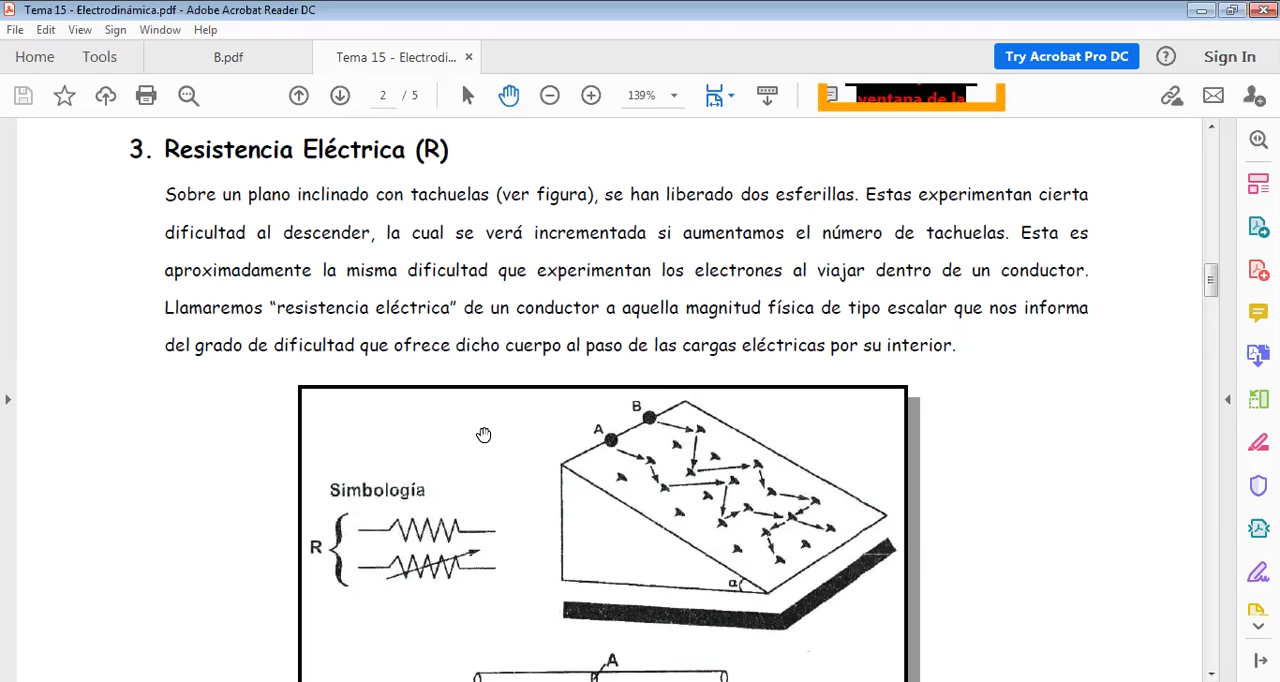 Tema 15 - Electrodinámica.pdf - Adobe Acrobat Reader DC
File Edit View Sign Window Help
Home Tools B.pdf Tema 15 - Electrodi... × Try Acrobat Pro DC ? Sign In
2 / 5 139% ventana de la
3. Resistencia Eléctrica (R)
Sobre un plano inclinado con tachuelas (ver figura), se han liberado dos esferillas. Estas experimentan cierta
dificultad al descender, la cual se verá incrementada si aumentamos el número de tachuelas. Esta es
aproximadamente la misma dificultad que experimentan los electrones al viajar dentro de un conductor.
Llamaremos “resistencia eléctrica” de un conductor a aquella magnitud física de tipo escalar que nos informa
del grado de dificultad que ofrece dicho cuerpo al paso de las cargas eléctricas por su interior.
B
A
Simbología
R
α
A